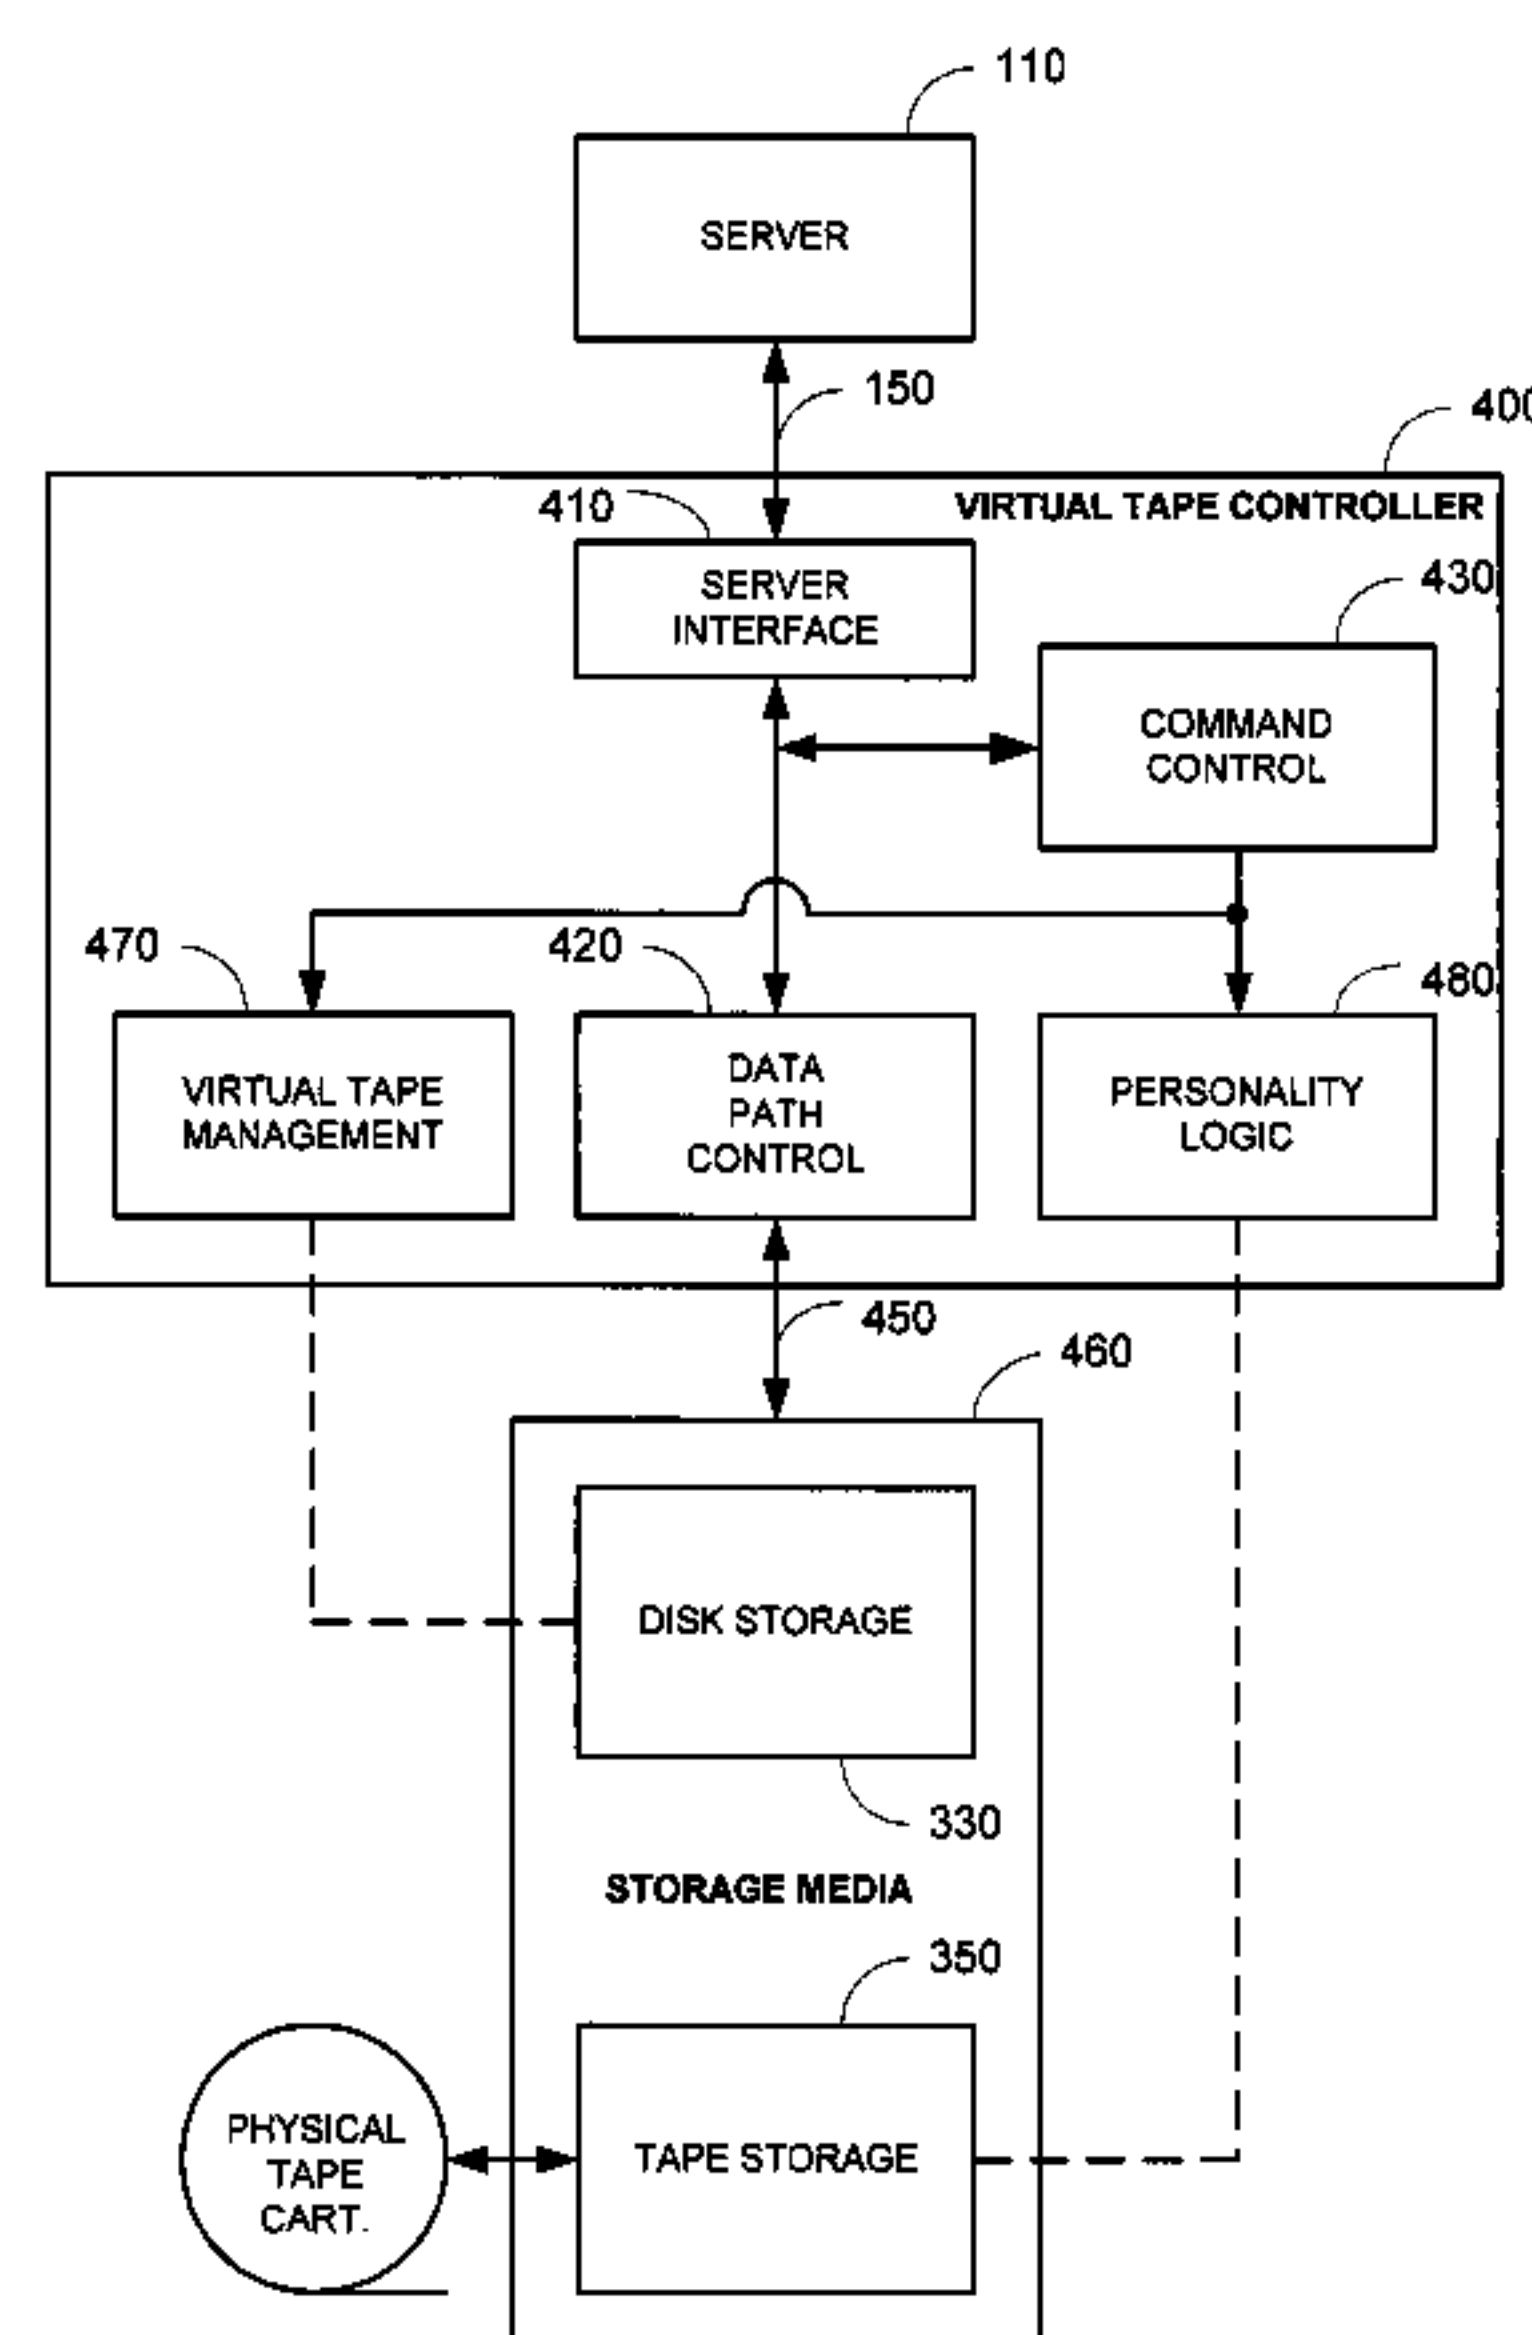 110
SERVER
150
400
410
VIRTUAL TAPE CONTROLLER
SERVER
INTERFACE
430
COMMAND
CONTROL
470
420
480
VIRTUAL TAPE
MANAGEMENT
DATA
PATH
CONTROL
PERSONALITY
LOGIC
450
460
DISK STORAGE
330
STORAGE MEDIA
350
PHYSICAL
TAPE
CART.
TAPE STORAGE